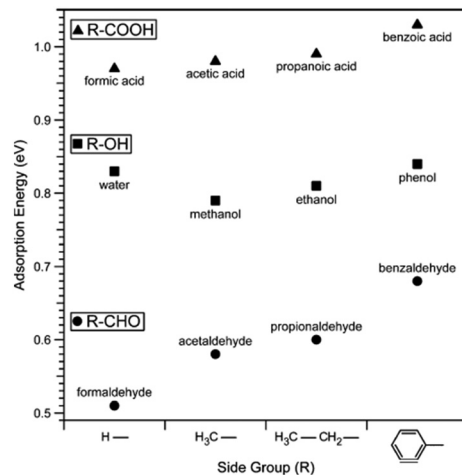 ▲ R-COOH
benzoic acid
1.0
formic acid
acetic acid
propanoic acid
0.9
■ R-OH
water
methanol
ethanol
phenol
0.8
Adsorption Energy (eV)
0.7
benzaldehyde
● R-CHO
0.6
acetaldehyde
propionaldehyde
formaldehyde
0.5
H —
H₃C —
H₃C — CH₂ —
Side Group (R)